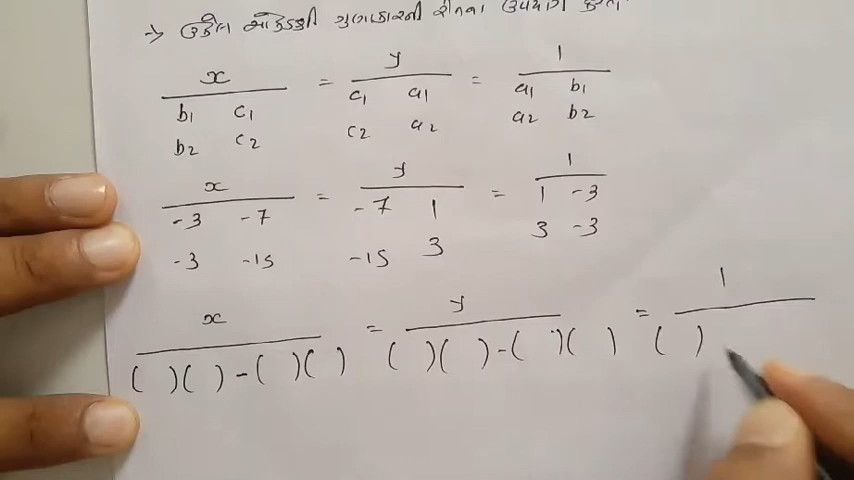 → ઉકેલ ચોકડી ગુણાકારની રીતનો ઉપયોગ કરતા
x = y = 1
b₁ c₁ c₁ a₁ a₁ b₁
b₂ c₂ c₂ a₂ a₂ b₂
x = y = 1
-3 -7 -7 1 1 -3
-3 -15 -15 3 3 -3
x = y = 1
( )( ) - ( )( ) ( )( ) - ( )( ) ( )